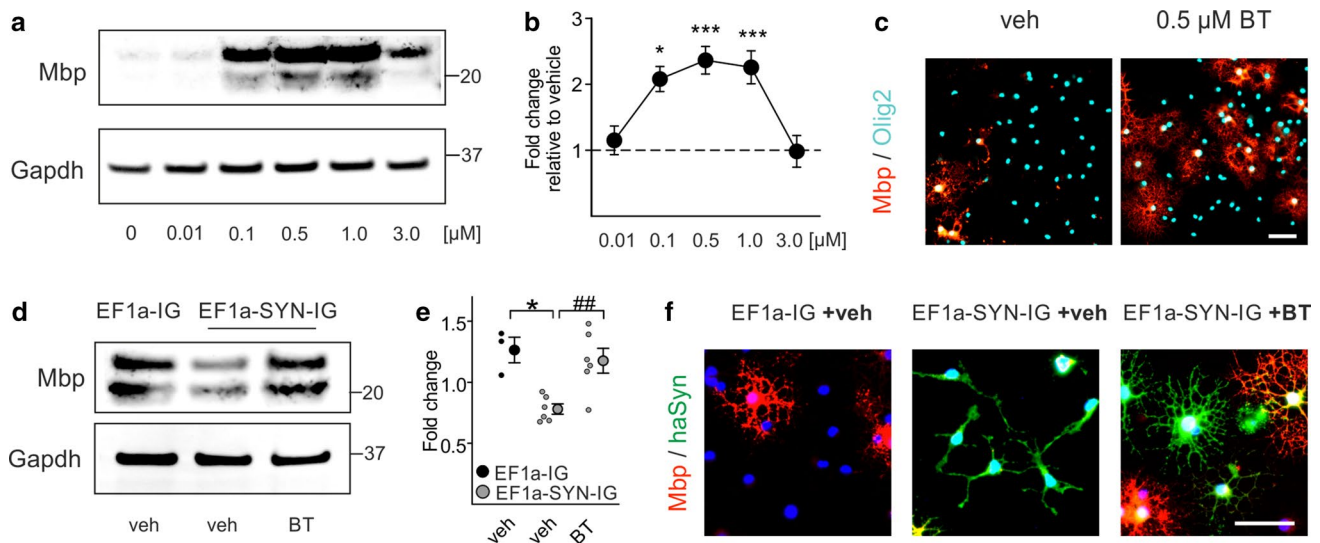 a
Mbp
20
Gapdh
37
0 0.01 0.1 0.5 1.0 3.0 [µM]
b
Fold change
relative to vehicle
3
2
1
* *** ***
0.01 0.1 0.5 1.0 3.0 [µM]
c
veh 0.5 µM BT
Mbp / Olig2
d
EF1a-IG EF1a-SYN-IG
Mbp
20
Gapdh
37
veh veh BT
e
Fold change
1.5
1.0
0.5
* ##
EF1a-IG
EF1a-SYN-IG
veh veh BT
f
EF1a-IG +veh EF1a-SYN-IG +veh EF1a-SYN-IG +BT
Mbp / haSyn